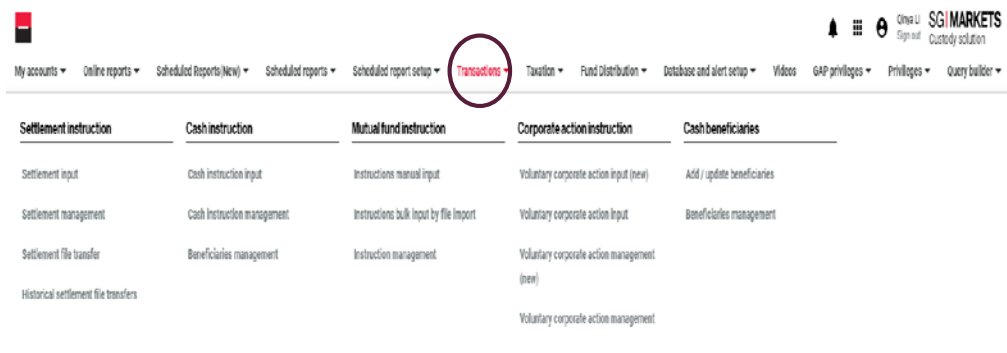 Qinya Li
Sign out
SG|MARKETS
Custody solution
My accounts Online reports Scheduled Reports(New) Scheduled reports Scheduled report setup Transactions Taxation Fund Distribution Database and alert setup Videos GAP privileges Privileges Query builder
Settlement instruction
Settlement input
Settlement management
Settlement file transfer
Historical settlement file transfers
Cash instruction
Cash instruction input
Cash instruction management
Beneficiaries management
Mutual fund instruction
Instructions manual input
Instructions bulk input by file import
Instruction management
Corporate action instruction
Voluntary corporate action input (new)
Voluntary corporate action input
Voluntary corporate action management
(new)
Voluntary corporate action management
Cash beneficiaries
Add / update beneficiaries
Beneficiaries management